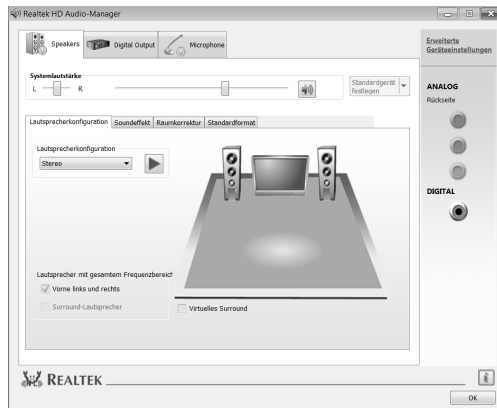 Realtek HD Audio-Manager
Speakers
Digital Output
Microphone
Erweiterte
Geräteeinstellungen
Systemlautstärke
L
R
Standardgerät
festlegen
ANALOG
Rückseite
Lautsprecherkonfiguration
Soundeffekt
Raumkorrektur
Standardformat
Lautsprecherkonfiguration
Stereo
DIGITAL
Lautsprecher mit gesamtem Frequenzbereich
Vorne links und rechts
Surround-Lautsprecher
Virtuelles Surround
REALTEK
OK